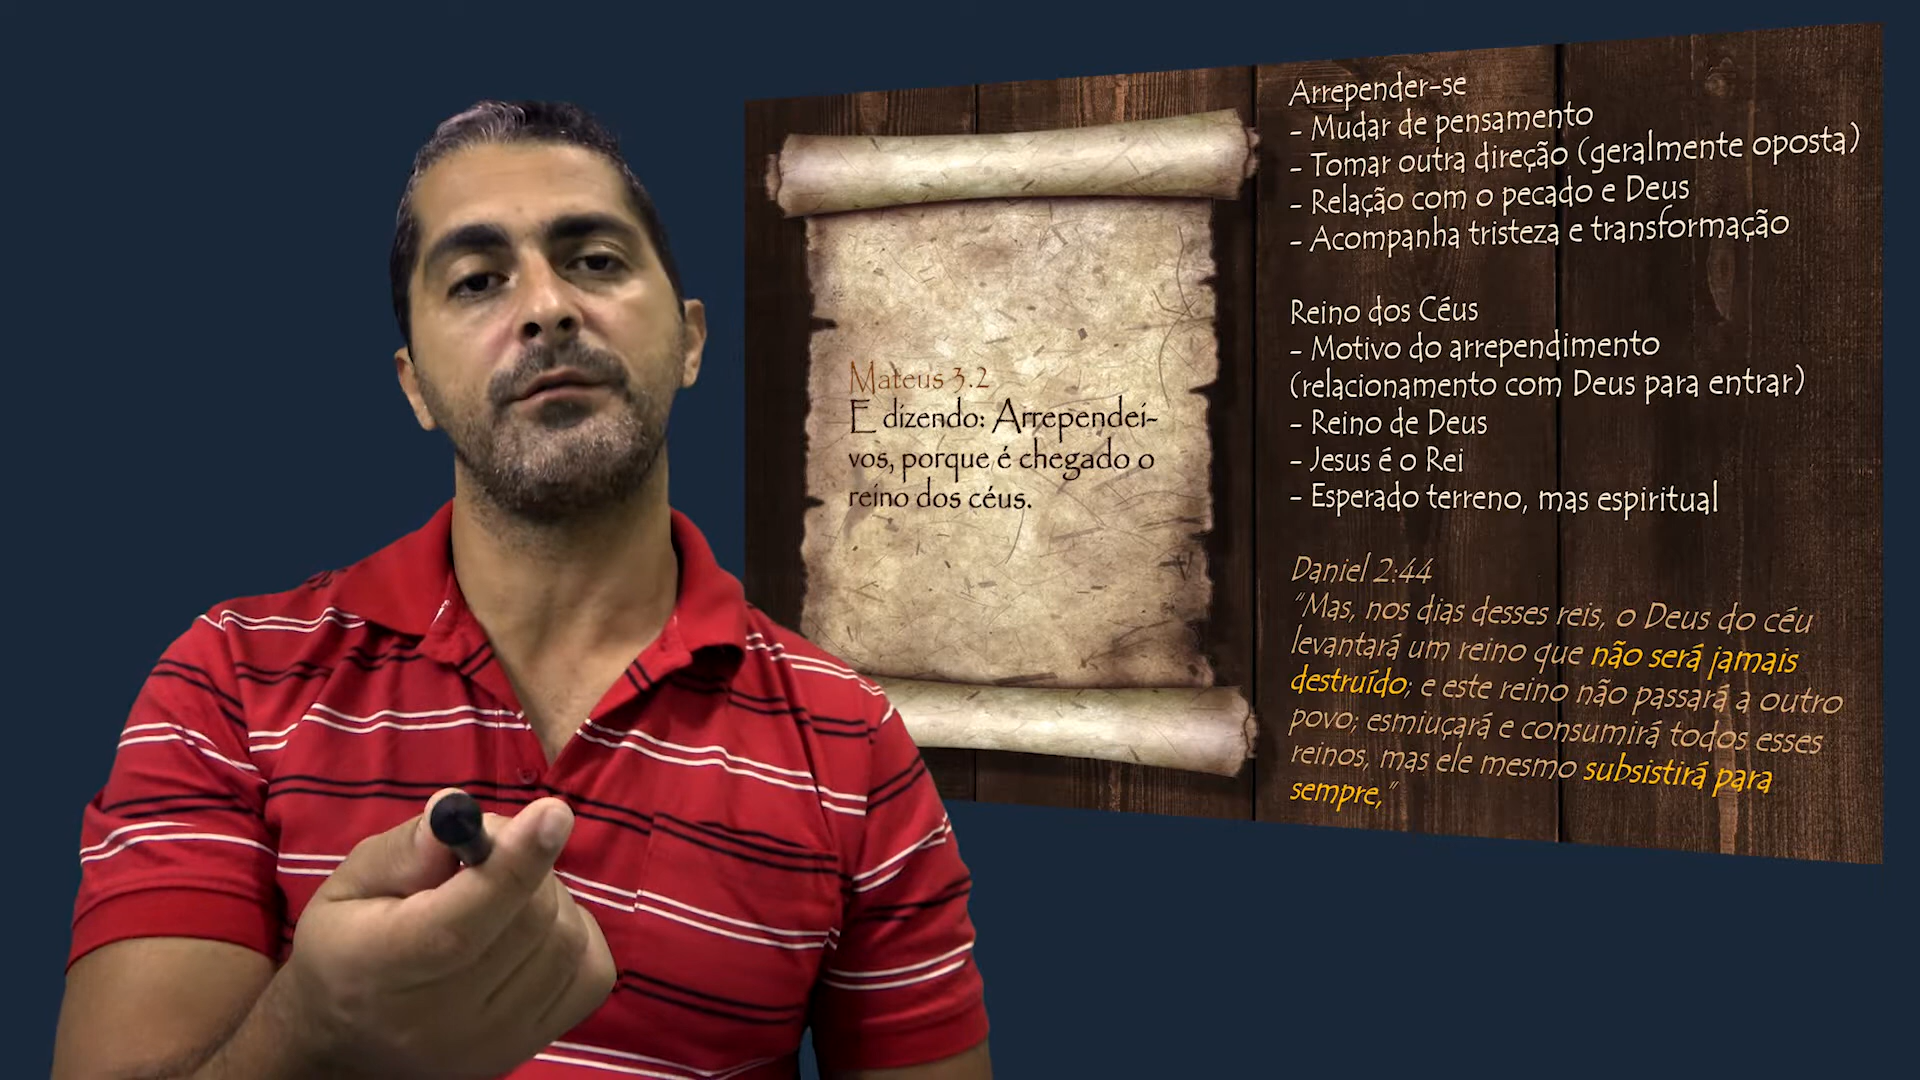 Mateus 3.2
E dizendo: Arrependei-
vos, porque é chegado o
reino dos céus.
Arrepender-se
- Mudar de pensamento
- Tomar outra direção (geralmente oposta)
- Relação com o pecado e Deus
- Acompanha tristeza e transformação
Reino dos Céus
- Motivo do arrependimento
(relacionamento com Deus para entrar)
- Reino de Deus
- Jesus é o Rei
- Esperado terreno, mas espiritual
Daniel 2:44
"Mas, nos dias desses reis, o Deus do céu
levantará um reino que não será jamais
destruído; e este reino não passará a outro
povo; esmiuçará e consumirá todos esses
reinos, mas ele mesmo subsistirá para
sempre,"